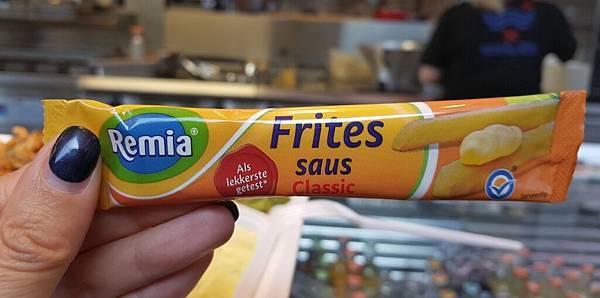 Remia®
Frites
saus
Classic
Als
lekkerste
getest*